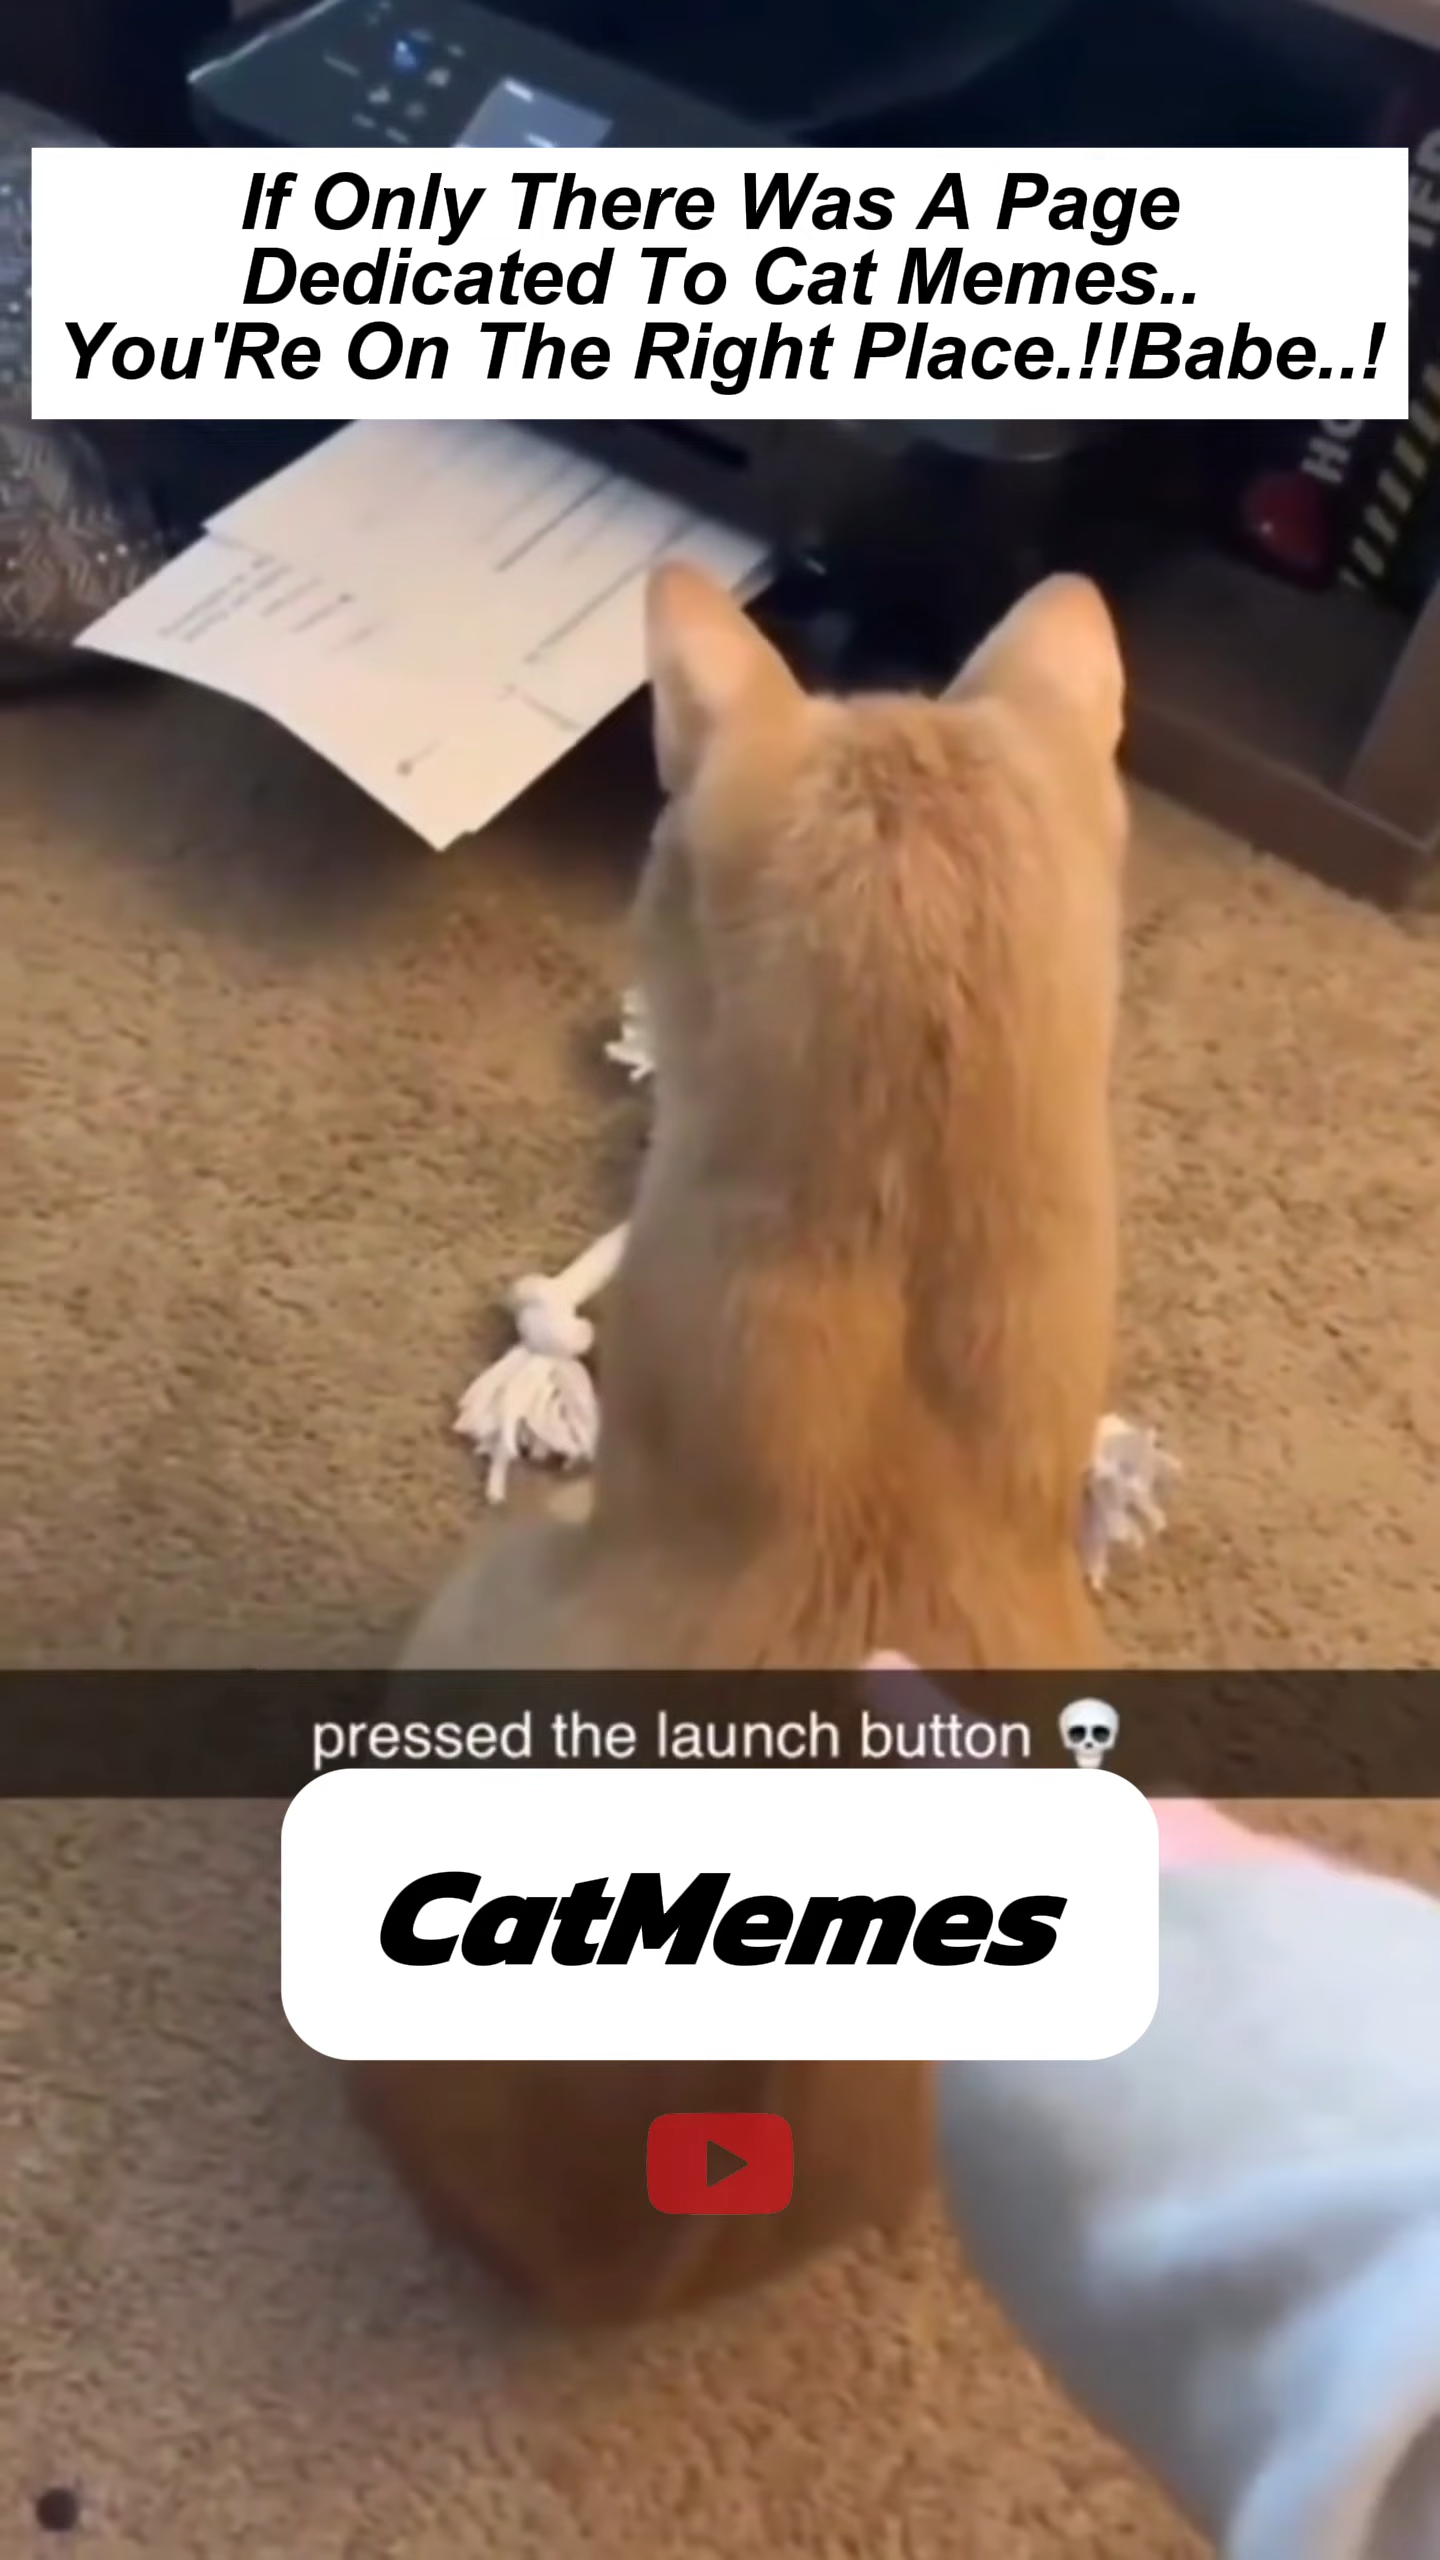 If Only There Was A Page
Dedicated To Cat Memes..
You'Re On The Right Place.!!Babe..!
pressed the launch button 💀
CatMemes